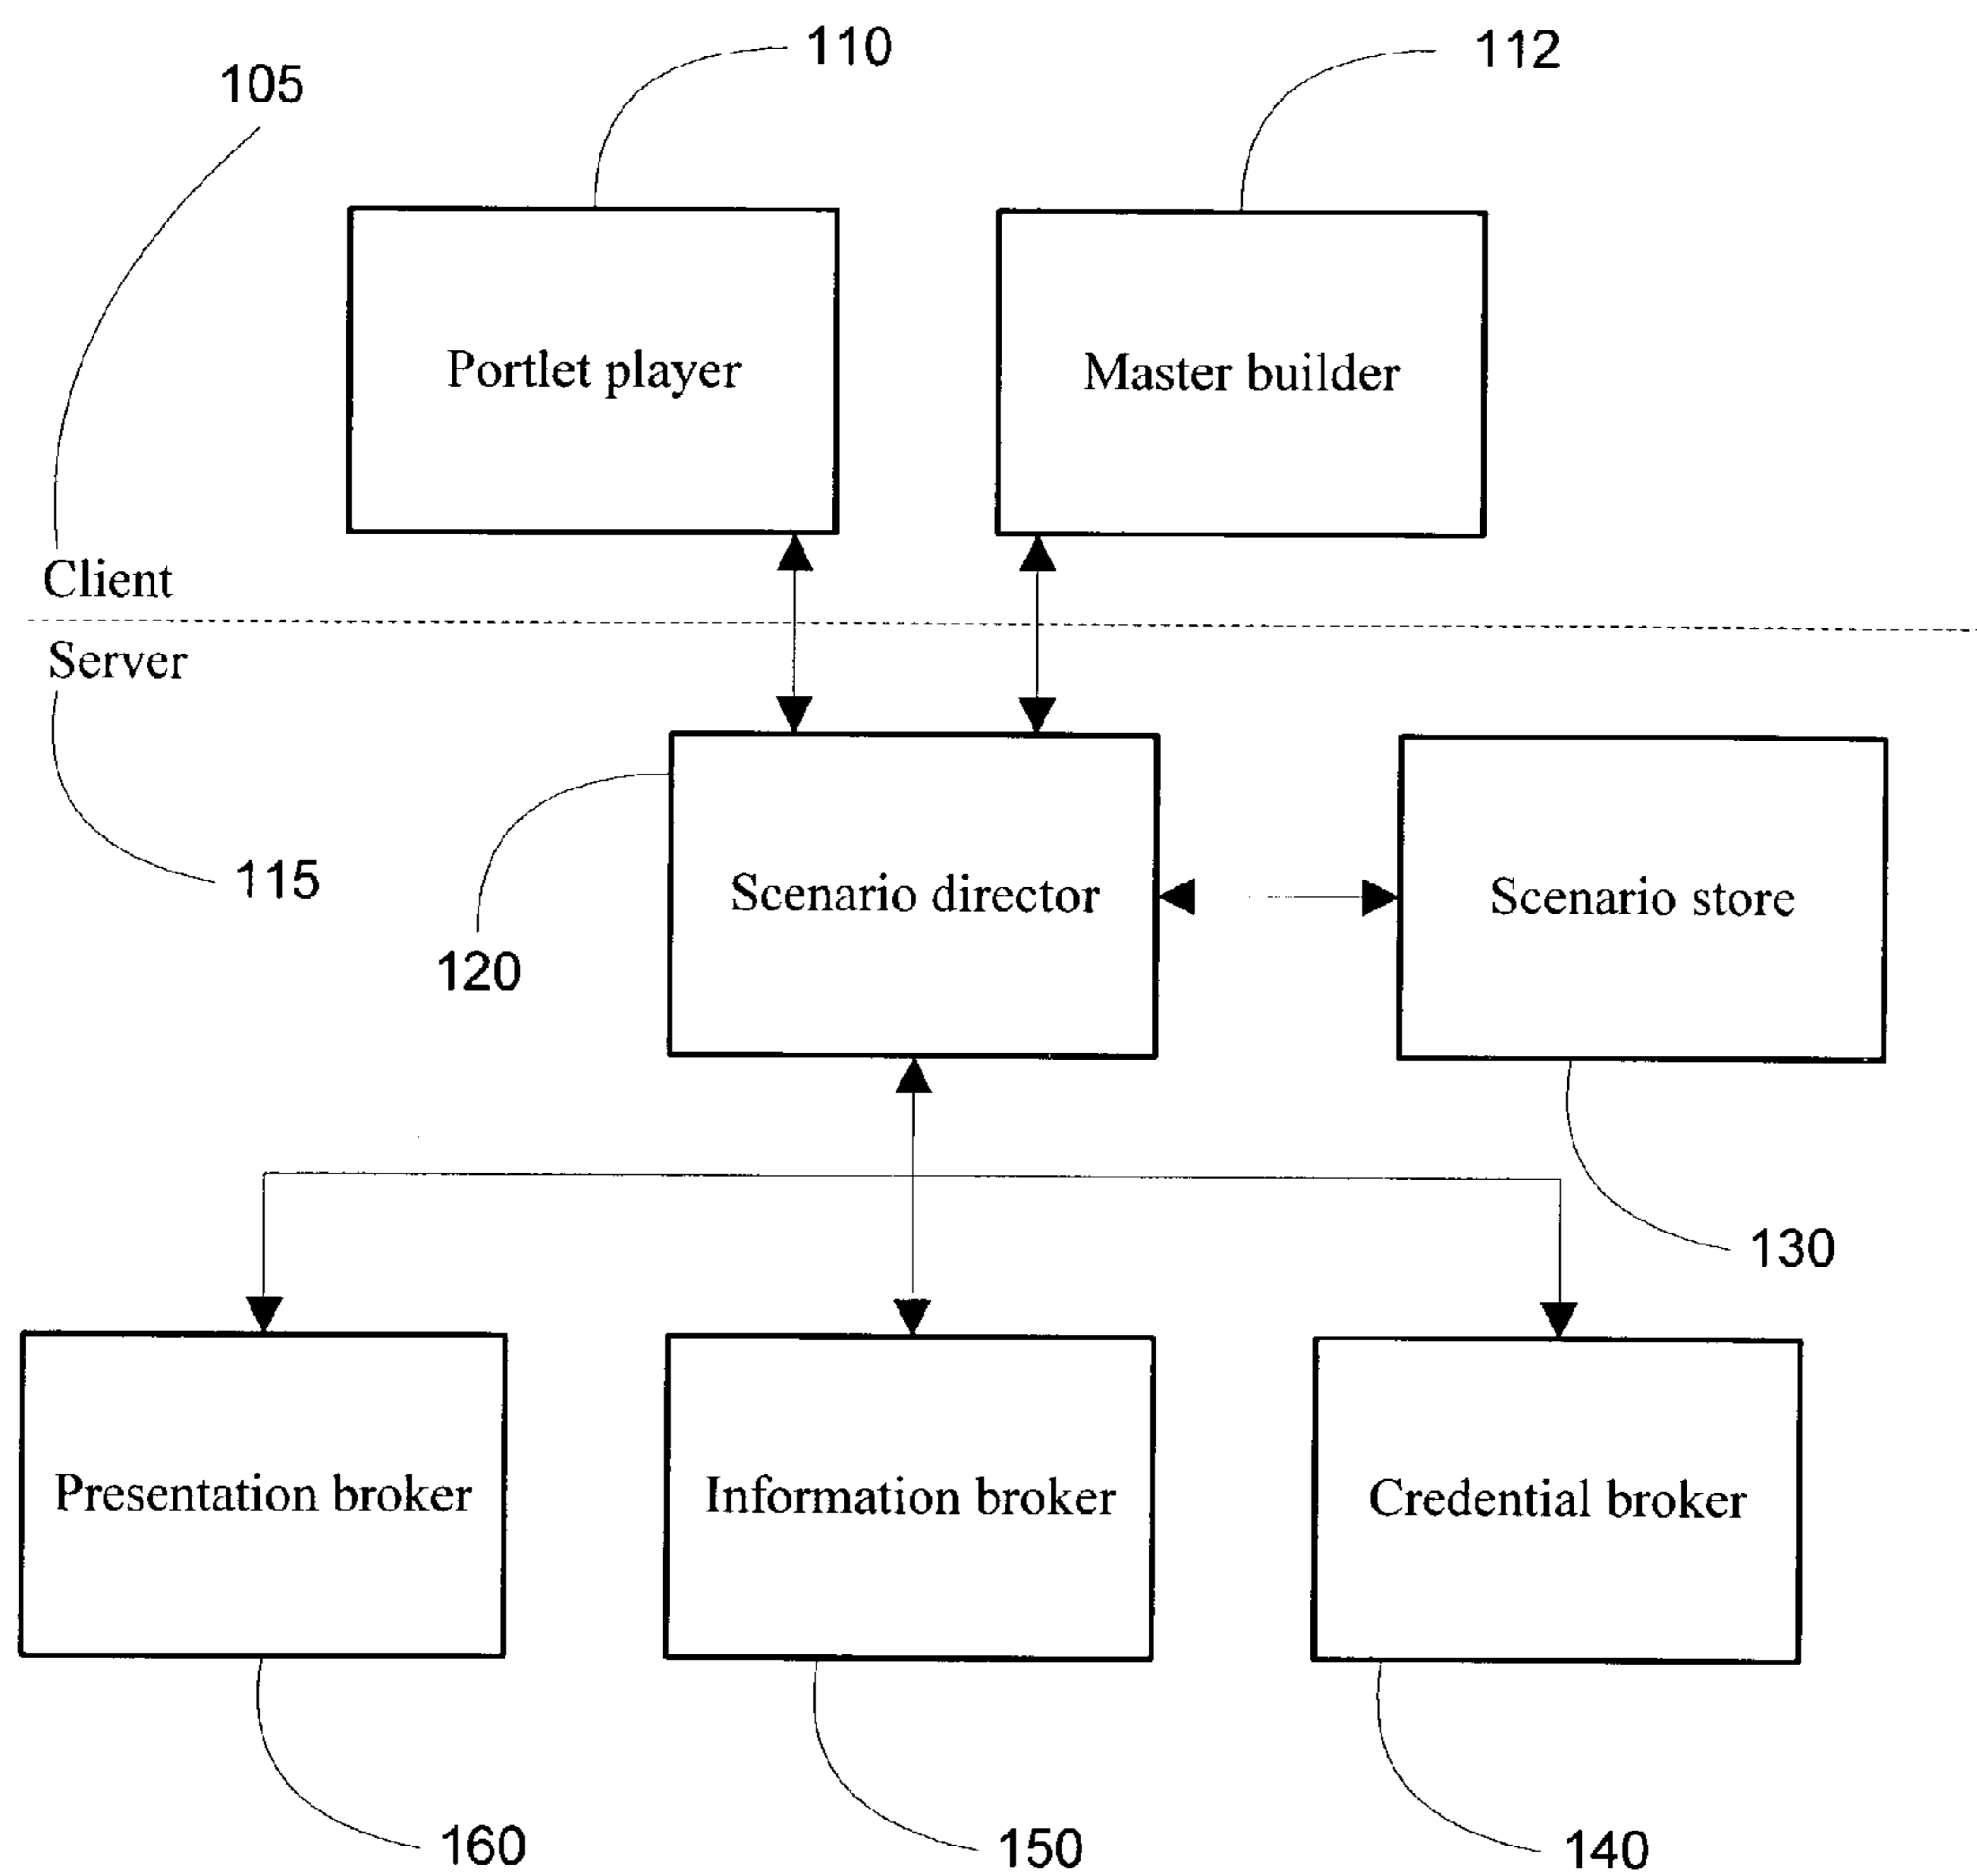 110
112
105
Portlet player
Master builder
Client
Server
115
Scenario director
Scenario store
120
130
Presentation broker
Information broker
Credential broker
160
150
140